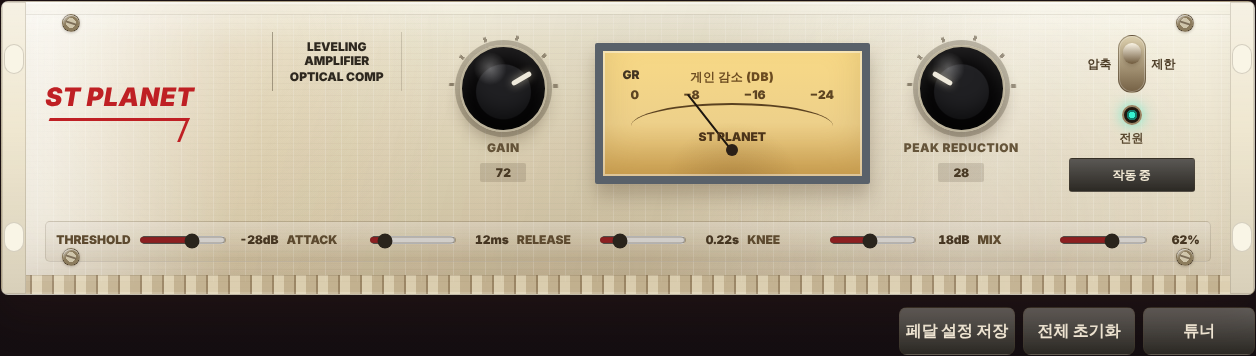 LEVELING
AMPLIFIER
OPTICAL COMP
ST PLANET
GAIN
72
GR
게인 감소 (DB)
0 -8 -16 -24
ST PLANET
PEAK REDUCTION
28
압축 제한
전원
작동 중
THRESHOLD -28dB ATTACK 12ms RELEASE 0.22s KNEE 18dB MIX 62%
페달 설정 저장 전체 초기화 튜너